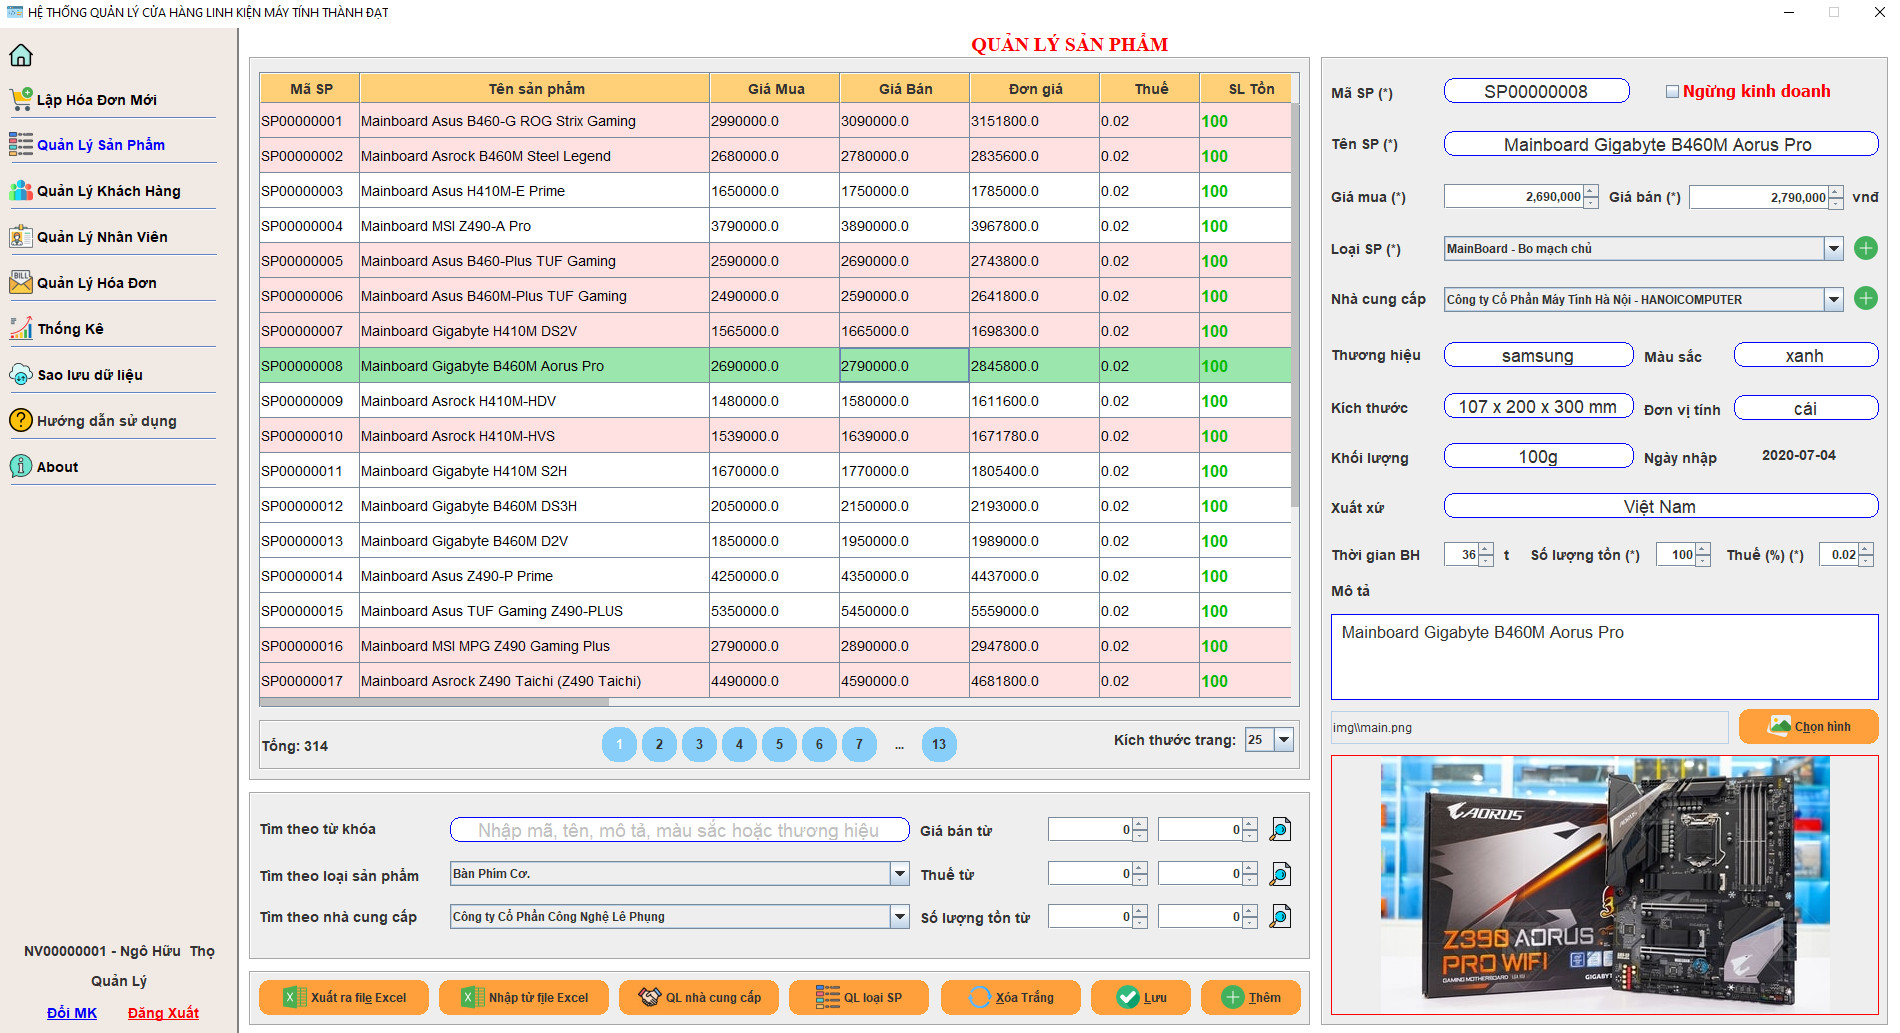 HỆ THỐNG QUẢN LÝ CỬA HÀNG LINH KIỆN MÁY TÍNH THÀNH ĐẠT
Lập Hóa Đơn Mới
Quản Lý Sản Phẩm
Quản Lý Khách Hàng
Quản Lý Nhân Viên
Quản Lý Hóa Đơn
Thống Kê
Sao lưu dữ liệu
Hướng dẫn sử dụng
About
NV00000001 - Ngô Hữu Thọ
Quản Lý
Đổi MK Đăng Xuất
QUẢN LÝ SẢN PHẨM
Mã SP Tên sản phẩm Giá Mua Giá Bán Đơn giá Thuế SL Tồn
SP00000001 Mainboard Asus B460-G ROG Strix Gaming 2990000.0 3090000.0 3151800.0 0.02 100
SP00000002 Mainboard Asrock B460M Steel Legend 2680000.0 2780000.0 2835600.0 0.02 100
SP00000003 Mainboard Asus H410M-E Prime 1650000.0 1750000.0 1785000.0 0.02 100
SP00000004 Mainboard MSI Z490-A Pro 3790000.0 3890000.0 3967800.0 0.02 100
SP00000005 Mainboard Asus B460-Plus TUF Gaming 2590000.0 2690000.0 2743800.0 0.02 100
SP00000006 Mainboard Asus B460M-Plus TUF Gaming 2490000.0 2590000.0 2641800.0 0.02 100
SP00000007 Mainboard Gigabyte H410M DS2V 1565000.0 1665000.0 1698300.0 0.02 100
SP00000008 Mainboard Gigabyte B460M Aorus Pro 2690000.0 2790000.0 2845800.0 0.02 100
SP00000009 Mainboard Asrock H410M-HDV 1480000.0 1580000.0 1611600.0 0.02 100
SP00000010 Mainboard Asrock H410M-HVS 1539000.0 1639000.0 1671780.0 0.02 100
SP00000011 Mainboard Gigabyte H410M S2H 1670000.0 1770000.0 1805400.0 0.02 100
SP00000012 Mainboard Gigabyte B460M DS3H 2050000.0 2150000.0 2193000.0 0.02 100
SP00000013 Mainboard Gigabyte B460M D2V 1850000.0 1950000.0 1989000.0 0.02 100
SP00000014 Mainboard Asus Z490-P Prime 4250000.0 4350000.0 4437000.0 0.02 100
SP00000015 Mainboard Asus TUF Gaming Z490-PLUS 5350000.0 5450000.0 5559000.0 0.02 100
SP00000016 Mainboard MSI MPG Z490 Gaming Plus 2790000.0 2890000.0 2947800.0 0.02 100
SP00000017 Mainboard Asrock Z490 Taichi (Z490 Taichi) 4490000.0 4590000.0 4681800.0 0.02 100
Tổng: 314 1 2 3 4 5 6 7 ... 13 Kích thước trang: 25
Tìm theo từ khóa Nhập mã, tên, mô tả, màu sắc hoặc thương hiệu Giá bán từ 0 0
Tìm theo loại sản phẩm Bàn Phím Cơ. Thuế từ 0 0
Tìm theo nhà cung cấp Công ty Cổ Phần Công Nghệ Lê Phụng Số lượng tồn từ 0 0
Xuất ra file Excel Nhập từ file Excel QL nhà cung cấp QL loại SP Xóa Trắng Lưu Thêm
Mã SP (*) SP00000008 Ngừng kinh doanh
Tên SP (*) Mainboard Gigabyte B460M Aorus Pro
Giá mua (*) 2,690,000 Giá bán (*) 2,790,000 vnđ
Loại SP (*) MainBoard - Bo mạch chủ
Nhà cung cấp Công ty Cổ Phần Máy Tính Hà Nội - HANOICOMPUTER
Thương hiệu samsung Màu sắc xanh
Kích thước 107 x 200 x 300 mm Đơn vị tính cái
Khối lượng 100g Ngày nhập 2020-07-04
Xuất xứ Việt Nam
Thời gian BH 36 t Số lượng tồn (*) 100 Thuế (%) (*) 0.02
Mô tả
Mainboard Gigabyte B460M Aorus Pro
img\\main.png Chọn hình
AORUS
Z390 AORUS
PRO WIFI
GAMING MOTHERBOARD